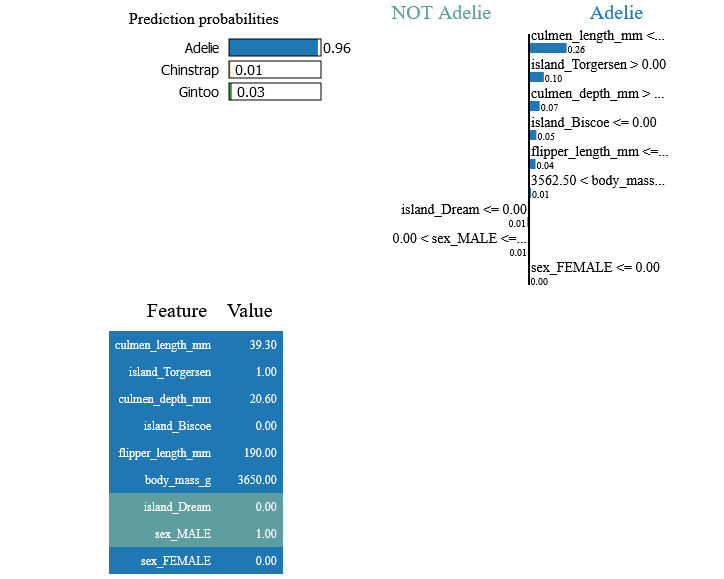 Prediction probabilities
Adelie 0.96
Chinstrap 0.01
Gintoo 0.03
NOT Adelie Adelie
culmen_length_mm <...
0.26
island_Torgersen > 0.00
0.10
culmen_depth_mm > ...
0.07
island_Biscoe <= 0.00
0.05
flipper_length_mm <=...
0.04
3562.50 < body_mass...
0.01
island_Dream <= 0.00
0.01
0.00 < sex_MALE <=...
0.01
sex_FEMALE <= 0.00
0.00
Feature Value
culmen_length_mm 39.30
island_Torgersen 1.00
culmen_depth_mm 20.60
island_Biscoe 0.00
flipper_length_mm 190.00
body_mass_g 3650.00
island_Dream 0.00
sex_MALE 1.00
sex_FEMALE 0.00